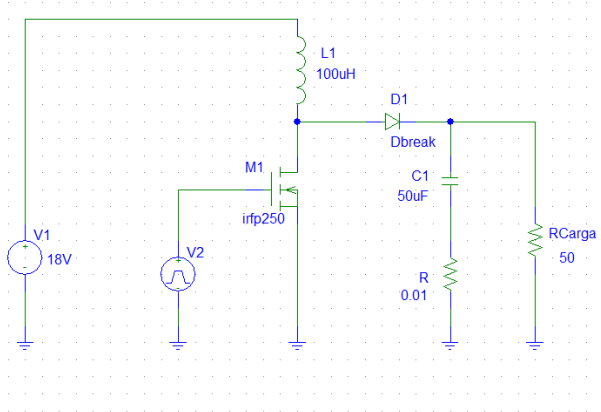 L1
100uH
D1
Dbreak
M1
irfp250
C1
50uF
V1
18V
V2
R
0.01
RCarga
50